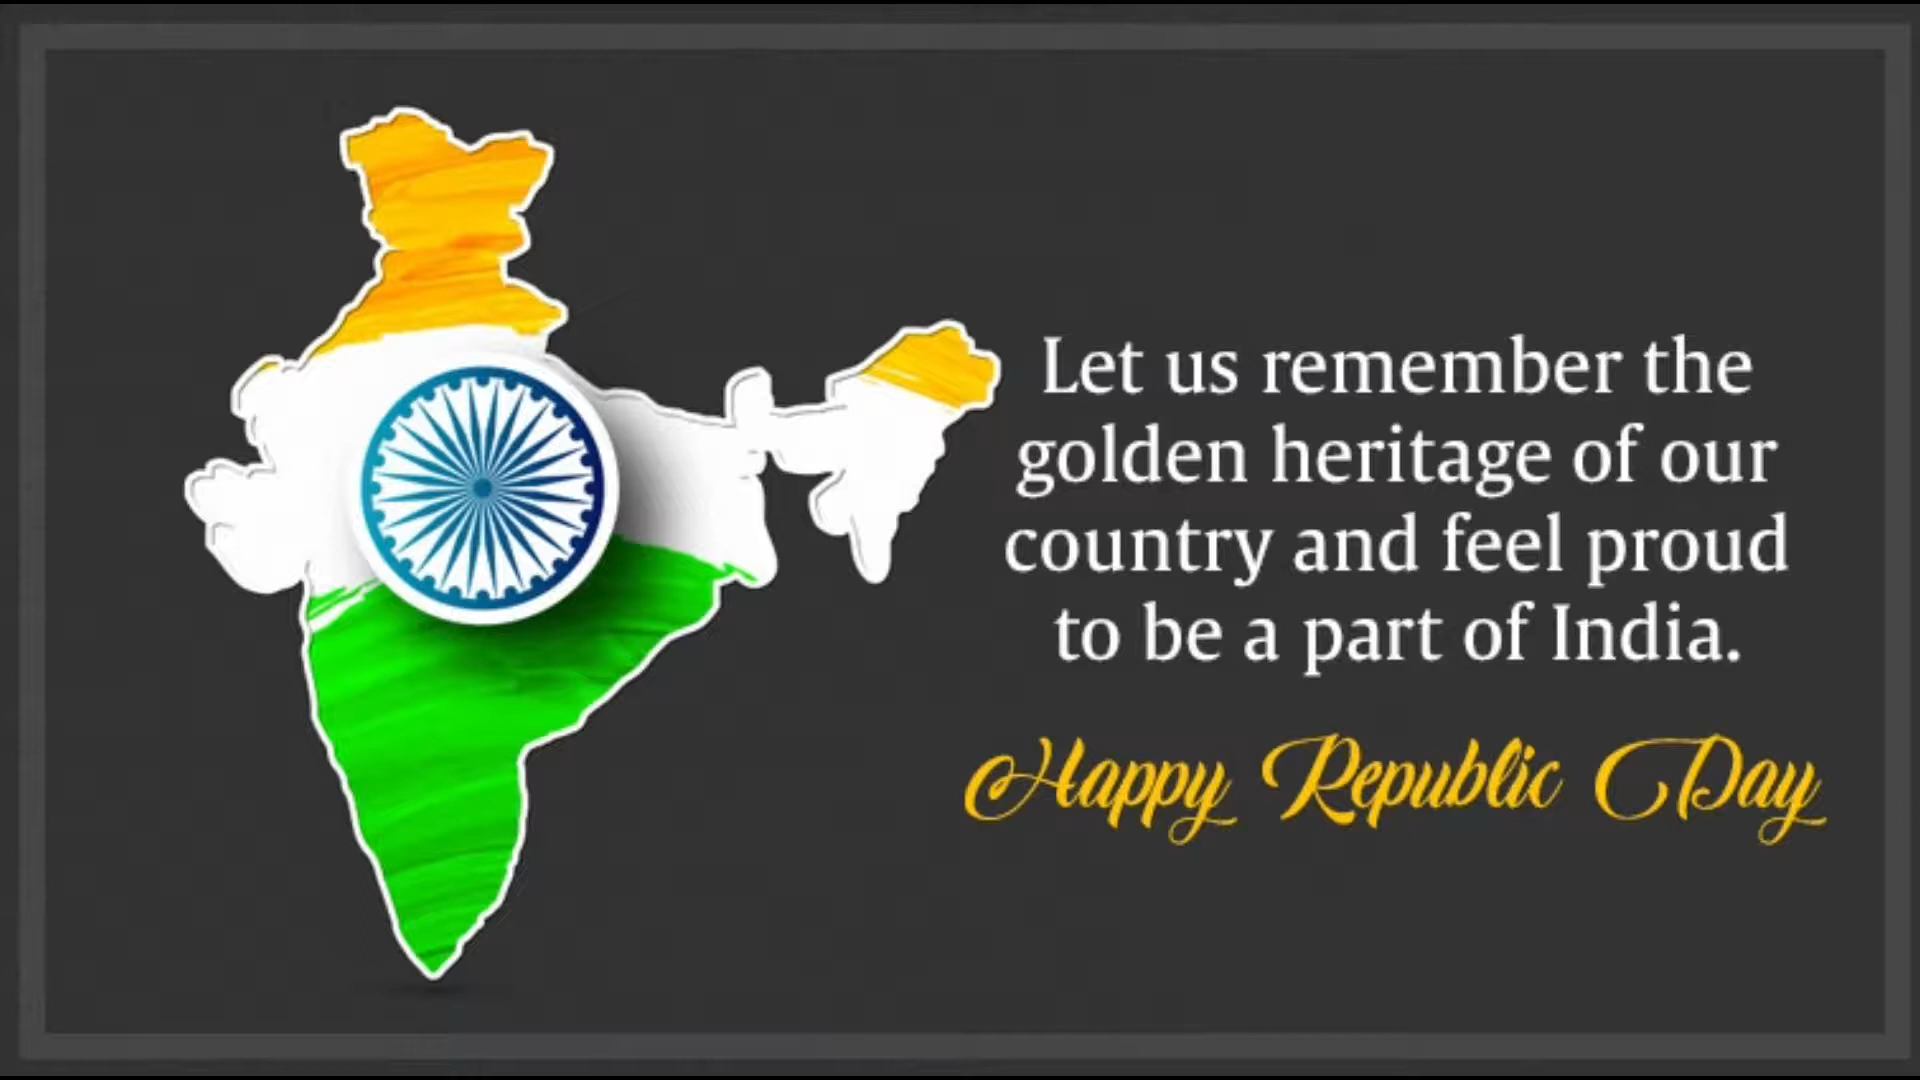 Let us remember the
golden heritage of our
country and feel proud
to be a part of India.
Happy Republic Day